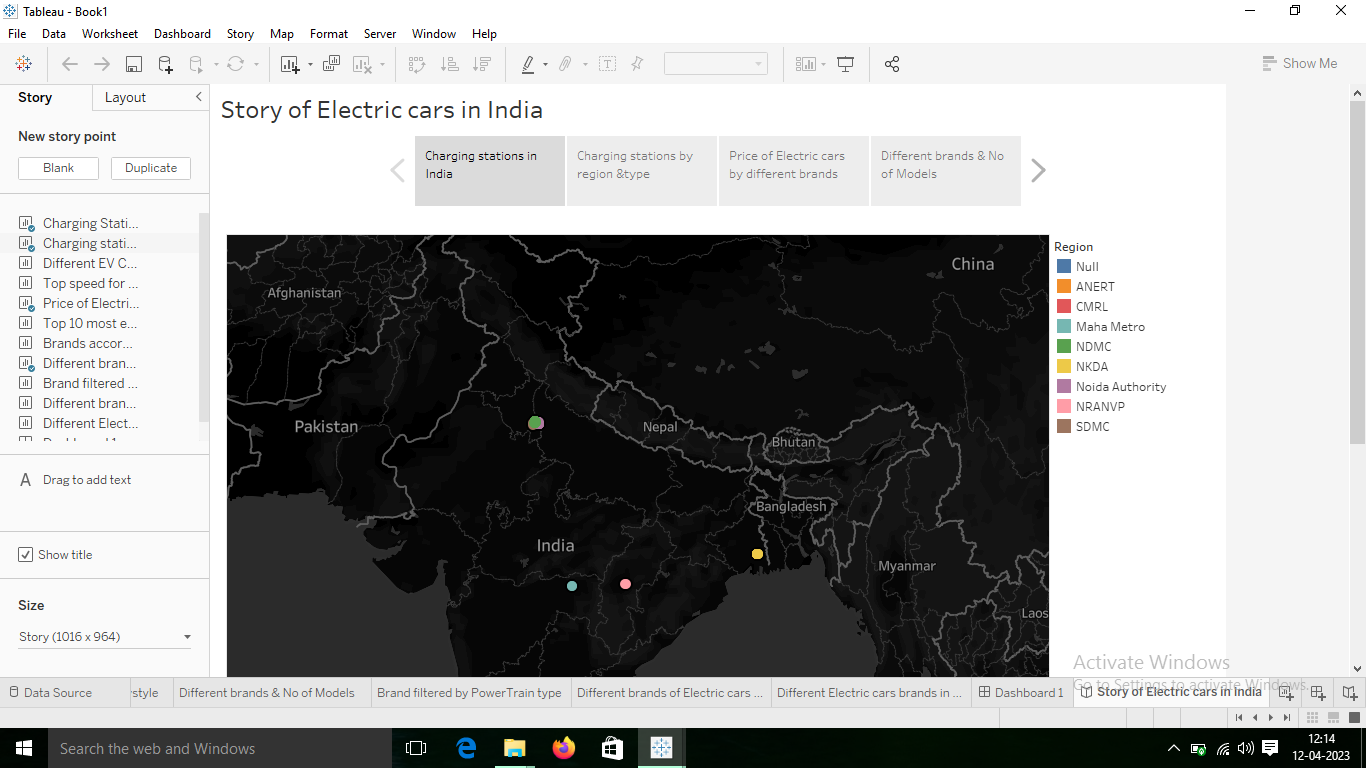 Tableau - Book1
File Data Worksheet Dashboard Story Map Format Server Window Help
Show Me
Story Layout
New story point
Blank Duplicate
Charging Stati...
Charging stati...
Different EV C...
Top speed for ...
Price of Electri...
Top 10 most e...
Brands accor...
Different bran...
Brand filtered ...
Different bran...
Different Elect...
A Drag to add text
Show title
Size
Story (1016 x 964)
Story of Electric cars in India
Charging stations in
India
Charging stations by
region &type
Price of Electric cars
by different brands
Different brands & No
of Models
China
Afghanistan
Pakistan
Nepal
Bhutan
Bangladesh
India
Myanmar
Laos
Region
Null
ANERT
CMRL
Maha Metro
NDMC
NKDA
Noida Authority
NRANVP
SDMC
Activate Windows
Go to Settings to activate Windows.
Data Source style Different brands & No of Models Brand filtered by PowerTrain type Different brands of Electric cars ... Different Electric cars brands in ... Dashboard 1 Story of Electric cars in India
Search the web and Windows
12:14
12-04-2023